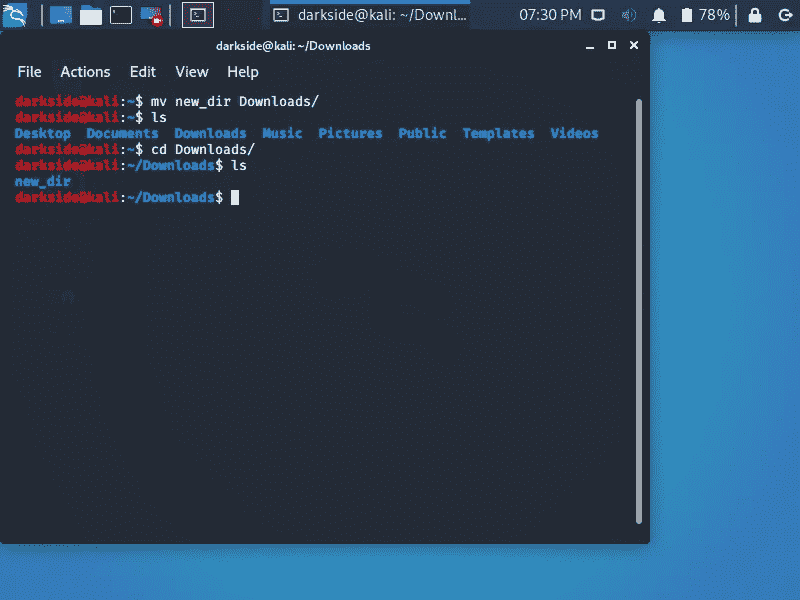 darkside@kali: ~/Downl... 07:30 PM 78%
darkside@kali:~/Downloads
File Actions Edit View Help
darkside@kali:~$ mv new_dir Downloads/
darkside@kali:~$ ls
Desktop Documents Downloads Music Pictures Public Templates Videos
darkside@kali:~$ cd Downloads/
darkside@kali:~/Downloads$ ls
new_dir
darkside@kali:~/Downloads$